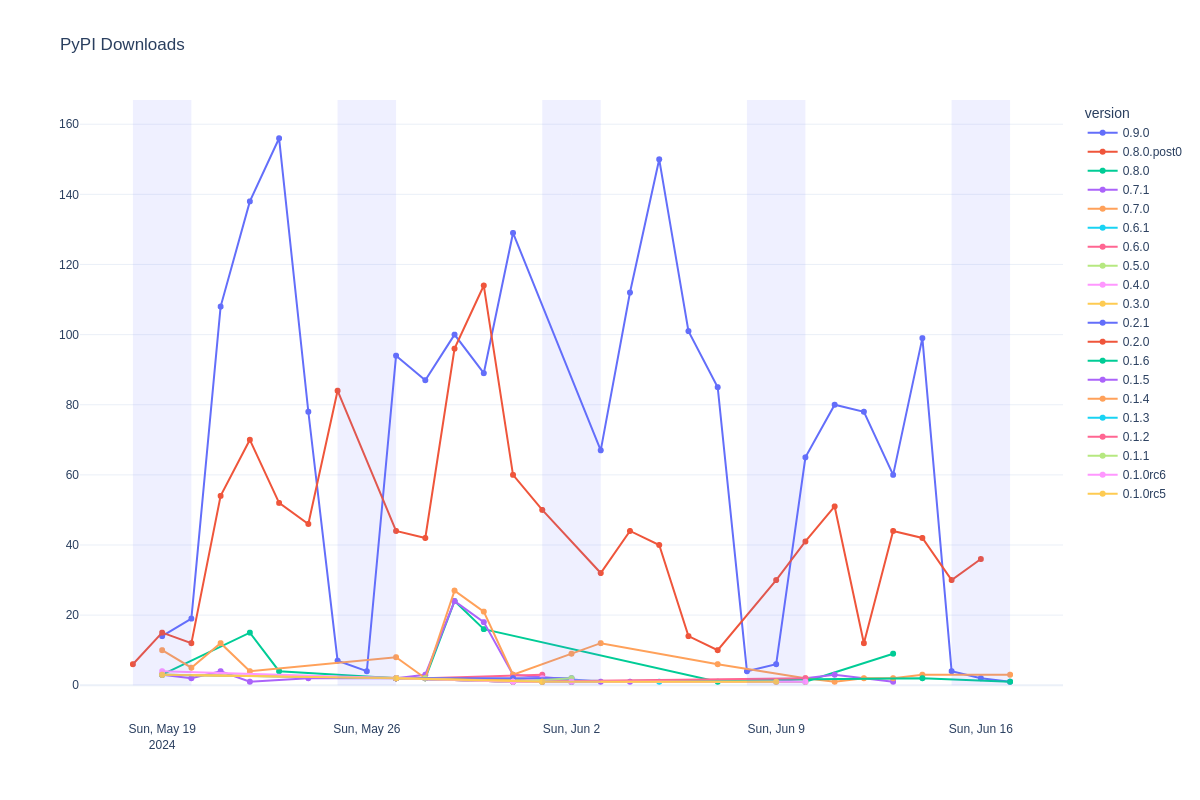 PyPI Downloads
160
140
120
100
80
60
40
20
0
Sun, May 19
2024
Sun, May 26
Sun, Jun 2
Sun, Jun 9
Sun, Jun 16
version
0.9.0
0.8.0.post0
0.8.0
0.7.1
0.7.0
0.6.1
0.6.0
0.5.0
0.4.0
0.3.0
0.2.1
0.2.0
0.1.6
0.1.5
0.1.4
0.1.3
0.1.2
0.1.1
0.1.0rc6
0.1.0rc5